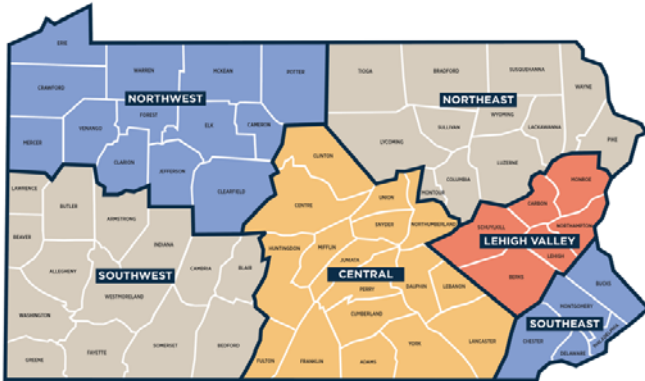 ERIE
CRAWFORD
WARREN
MCKEAN
POTTER
NORTHWEST
MERCER
VENANGO
FOREST
ELK
CAMERON
CLARION
JEFFERSON
CLEARFIELD
TIOGA
BRADFORD
SUSQUEHANNA
WAYNE
NORTHEAST
WYOMING
SULLIVAN
LACKAWANNA
LYCOMING
PIKE
LUZERNE
COLUMBIA
MONTOUR
LAWRENCE
BUTLER
ARMSTRONG
BEAVER
INDIANA
ALLEGHENY
CAMBRIA
BLAIR
SOUTHWEST
WESTMORELAND
WASHINGTON
GREENE
FAYETTE
SOMERSET
BEDFORD
CLINTON
CENTRE
UNION
SNYDER
NORTHUMBERLAND
HUNTINGDON
MIFFLIN
JUNIATA
CENTRAL
PERRY
DAUPHIN
LEBANON
CUMBERLAND
FULTON
FRANKLIN
ADAMS
YORK
LANCASTER
MONROE
CARBON
SCHUYLKILL
NORTHAMPTON
LEHIGH VALLEY
LEHIGH
BERKS
BUCKS
MONTGOMERY
SOUTHEAST
PHILADELPHIA
CHESTER
DELAWARE